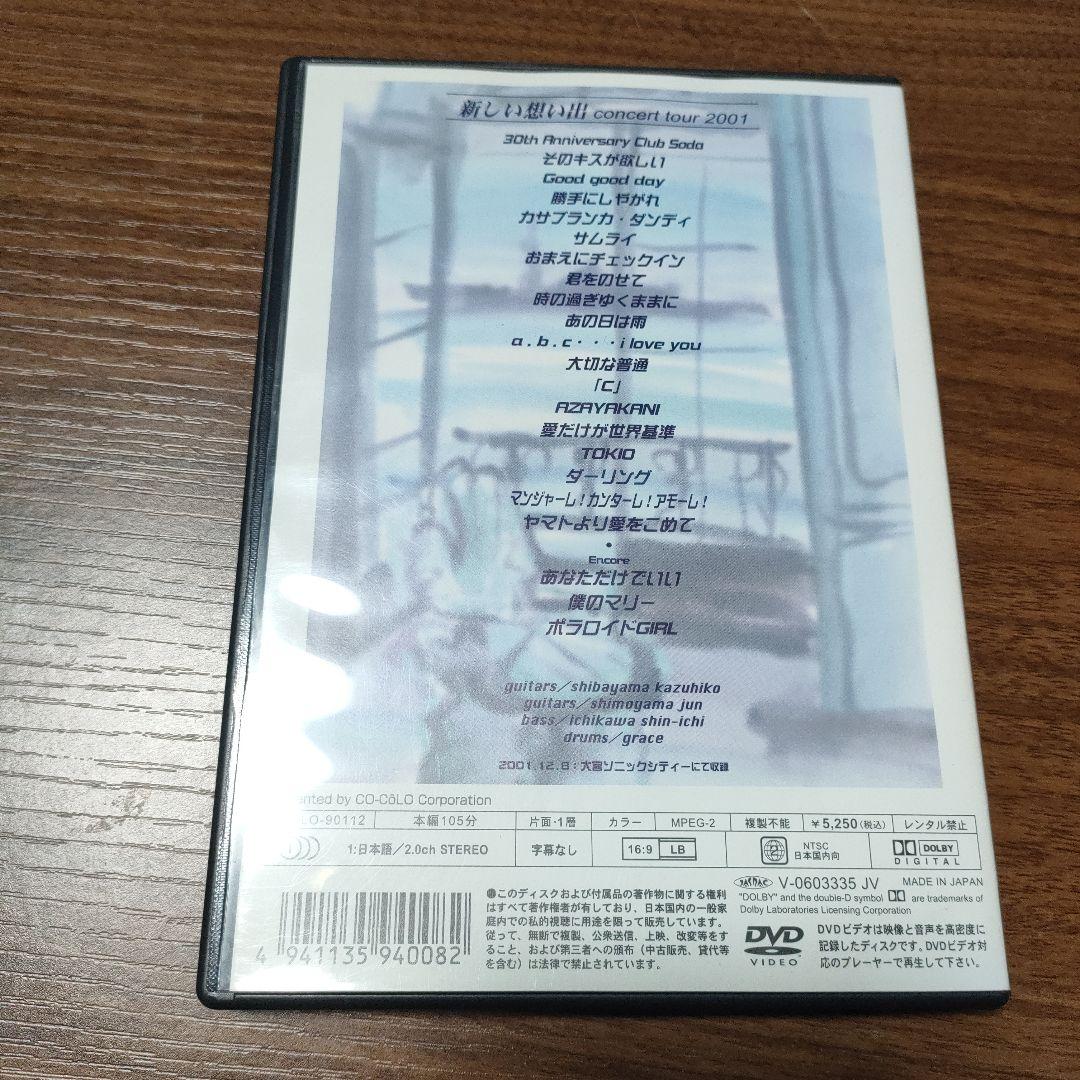 新しい想い出 concert tour 2001
30th Anniversary Club Soda
そのキスが欲しい
Good good day
勝手にしやがれ
カサブランカ・ダンディ
サムライ
おまえにチェックイン
君をのせて
時の過ぎゆくままに
あの日は雨
a.b.c・・・i love you
大切な普通
「C」
AZAYAKANI
愛だけが世界基準
TOKIO
ダーリング
マンジャーレ!カンターレ!アモーレ!
ヤマトより愛をこめて
・
Encore
あなただけでいい
僕のマリー
ポラロイドGIRL
guitars/shibayama kazuhiko
guitars/shimoyama jun
bass/ichikawa shin-ichi
drums/grace
2001.12.8:大宮ソニックシティーにて収録
by CO-CôLO Corporation
LO-90112 本編105分 片面・1層 カラー MPEG-2 複製不能 ¥5,250(税込) レンタル禁止
1:日本語/2.0ch STEREO 字幕なし 16:9 LB 2 NTSC 日本国内向 DOLBY DIGITAL
V-0603335 JV MADE IN JAPAN
"DOLBY" and the double-D symbol are trademarks of
Dolby Laboratories Licensing Corporation
このディスクおよび付属品の著作物に関する権利
はすべて著作権者が有しており、日本国内の一般家
庭内での私的視聴に用途を限って販売しています。
従って、無断で複製、公衆送信、上映、改変等をす
ること、および第三者への頒布(中古販売、貸代等
を含む)は法律で禁止されています。
DVD VIDEO
DVDビデオは映像と音声を高密度に
記録したディスクです。DVDビデオ対
応のプレーヤーで再生して下さい。
4 941135 940082